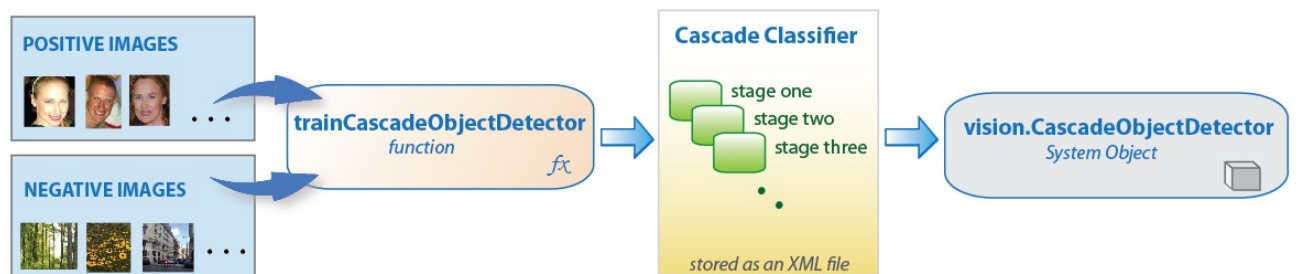 POSITIVE IMAGES
. . .
NEGATIVE IMAGES
. . .
trainCascadeObjectDetector
function
fx
Cascade Classifier
stage one
stage two
stage three
stored as an XML file
vision.CascadeObjectDetector
System Object